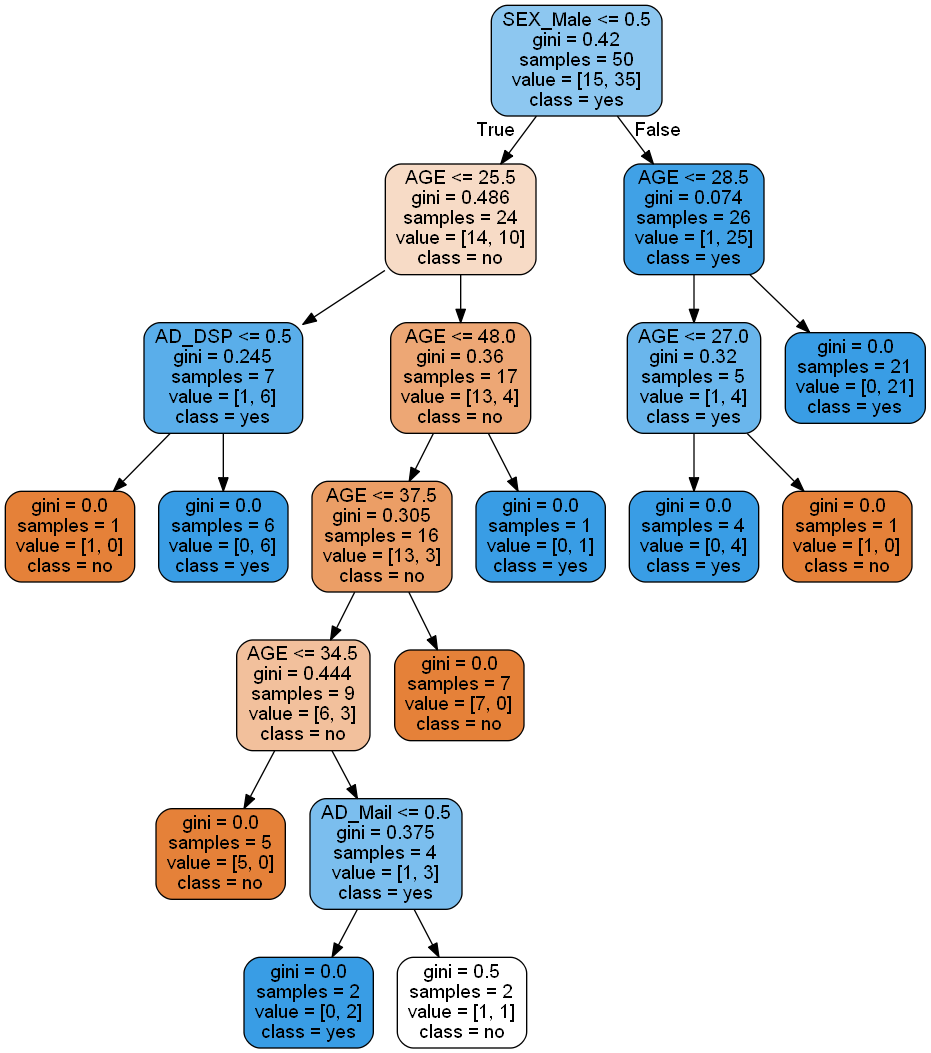 SEX_Male <= 0.5
gini = 0.42
samples = 50
value = [15, 35]
class = yes
True
False
AGE <= 25.5
gini = 0.486
samples = 24
value = [14, 10]
class = no
AGE <= 28.5
gini = 0.074
samples = 26
value = [1, 25]
class = yes
AD_DSP <= 0.5
gini = 0.245
samples = 7
value = [1, 6]
class = yes
AGE <= 48.0
gini = 0.36
samples = 17
value = [13, 4]
class = no
AGE <= 27.0
gini = 0.32
samples = 5
value = [1, 4]
class = yes
gini = 0.0
samples = 21
value = [0, 21]
class = yes
gini = 0.0
samples = 1
value = [1, 0]
class = no
gini = 0.0
samples = 6
value = [0, 6]
class = yes
AGE <= 37.5
gini = 0.305
samples = 16
value = [13, 3]
class = no
gini = 0.0
samples = 1
value = [0, 1]
class = yes
gini = 0.0
samples = 4
value = [0, 4]
class = yes
gini = 0.0
samples = 1
value = [1, 0]
class = no
AGE <= 34.5
gini = 0.444
samples = 9
value = [6, 3]
class = no
gini = 0.0
samples = 7
value = [7, 0]
class = no
gini = 0.0
samples = 5
value = [5, 0]
class = no
AD_Mail <= 0.5
gini = 0.375
samples = 4
value = [1, 3]
class = yes
gini = 0.0
samples = 2
value = [0, 2]
class = yes
gini = 0.5
samples = 2
value = [1, 1]
class = no